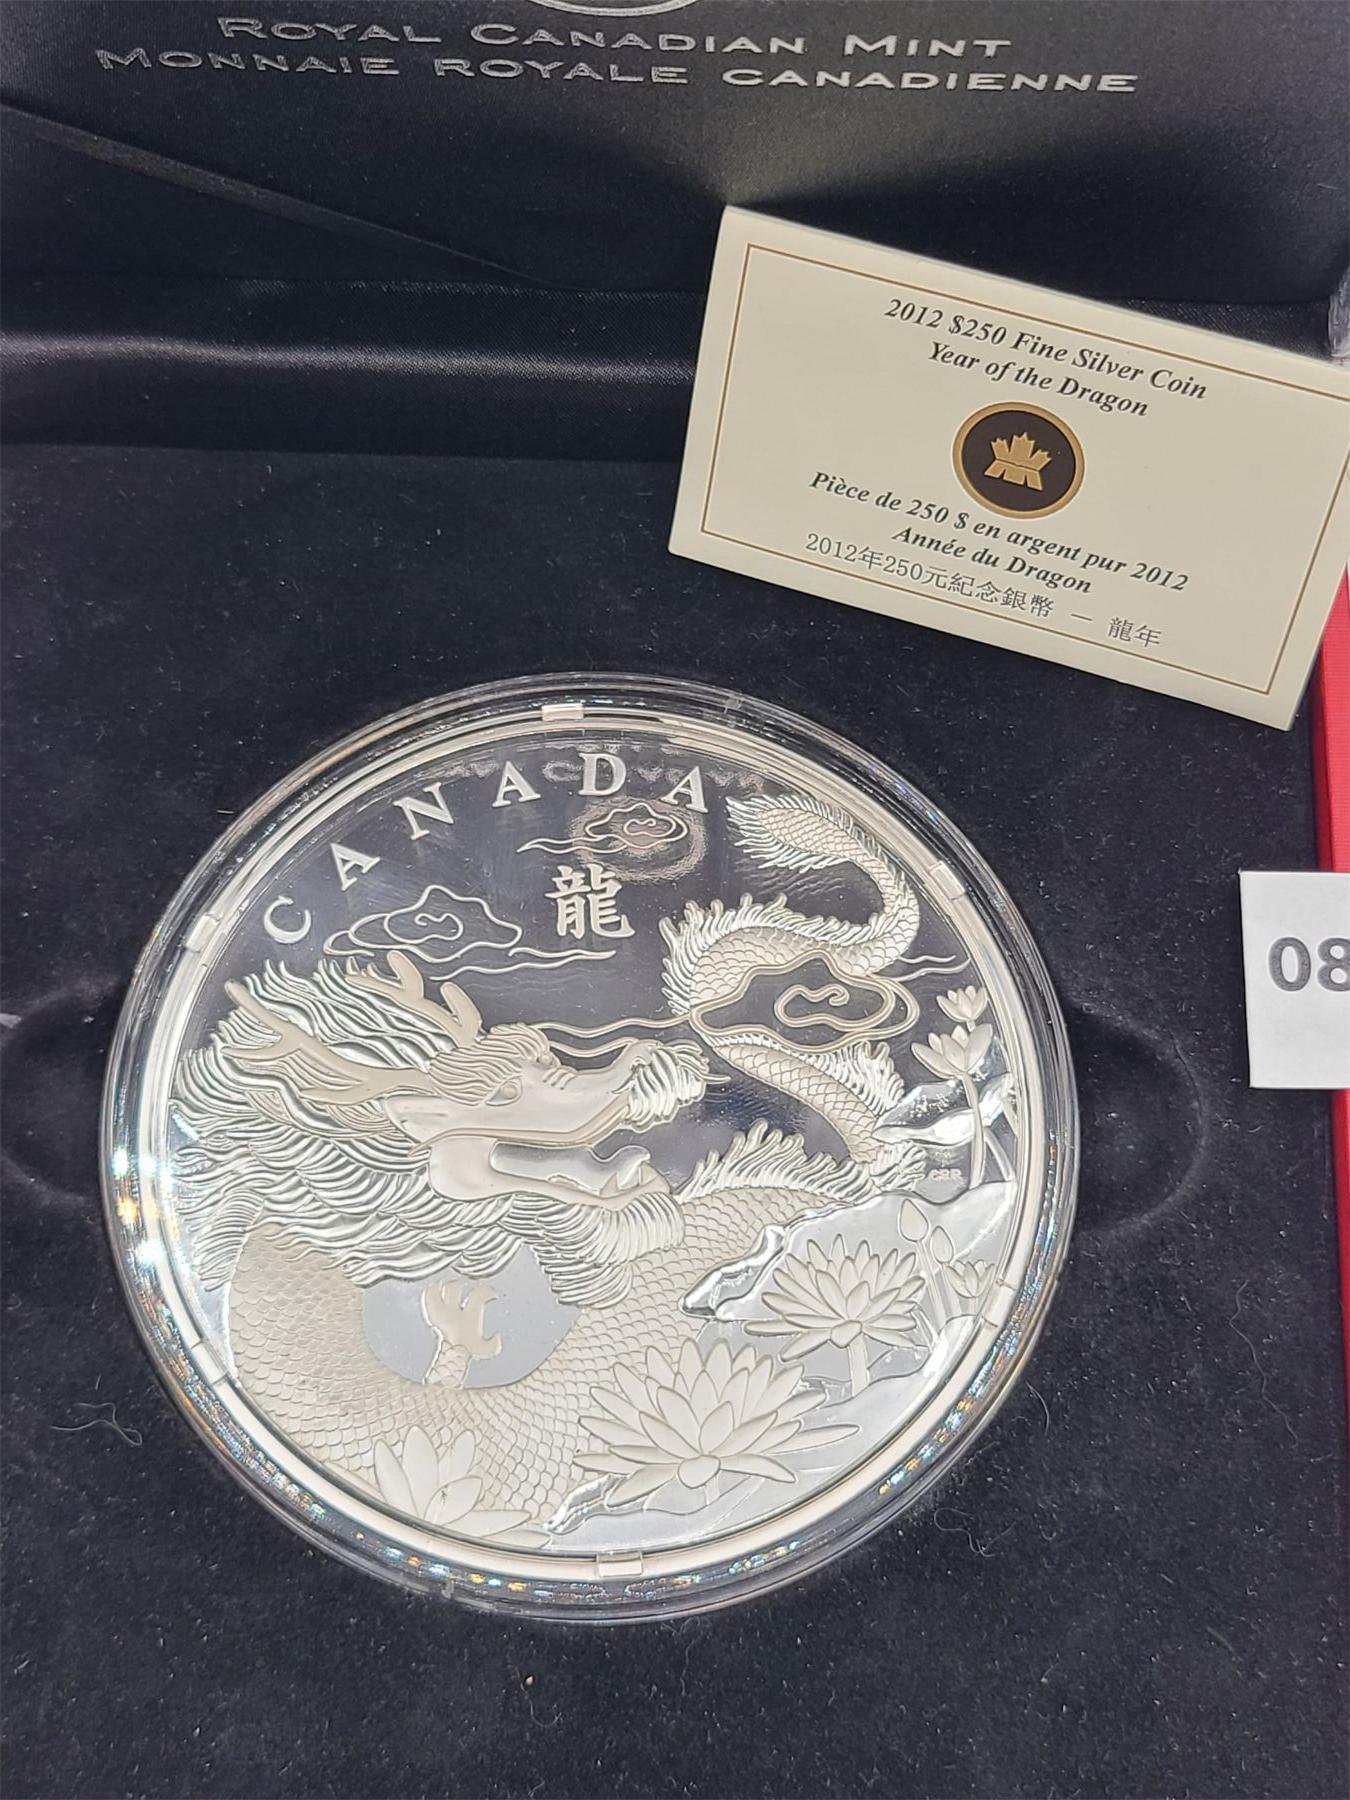 ROYAL CANADIAN MINT
MONNAIE ROYALE CANADIENNE
2012 $250 Fine Silver Coin
Year of the Dragon
Pièce de 250 $ en argent pur 2012
Année du Dragon
2012年250元紀念銀幣 — 龍年
CANADA
龍
08